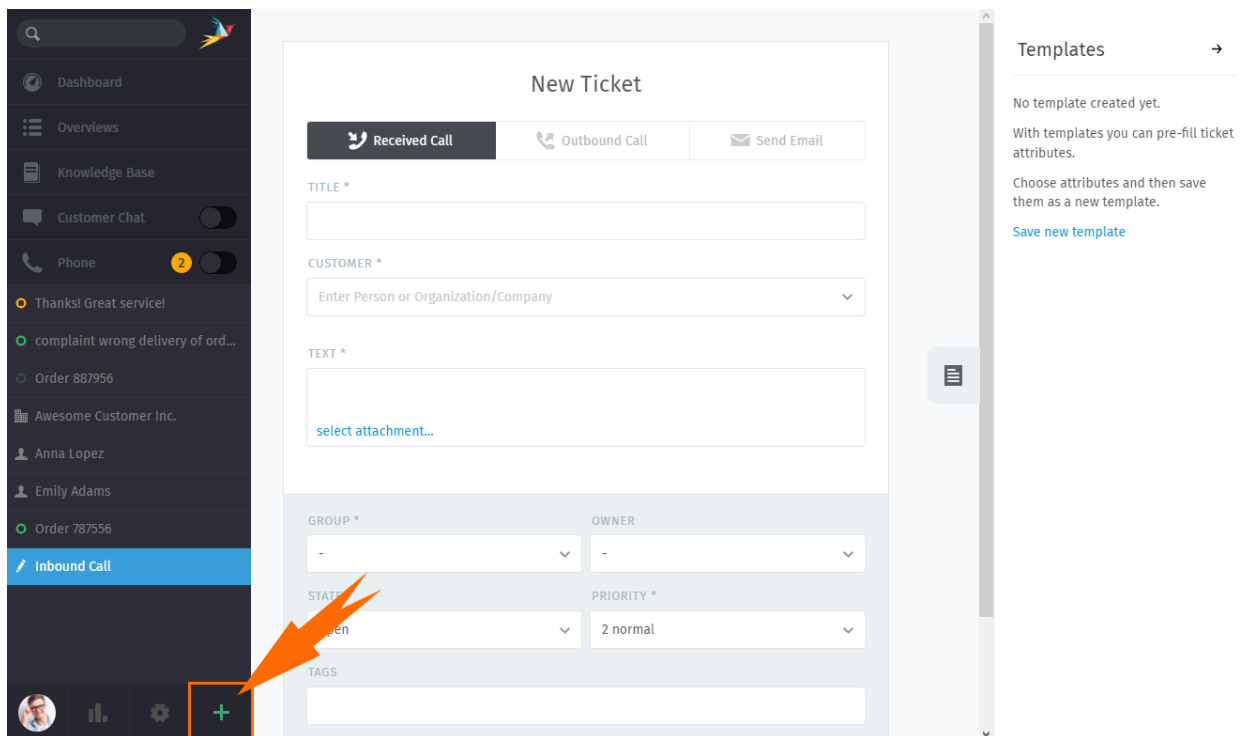 Dashboard
Overviews
Knowledge Base
Customer Chat
Phone 2
Thanks! Great service!
complaint wrong delivery of ord...
Order 887956
Awesome Customer Inc.
Anna Lopez
Emily Adams
Order 787556
Inbound Call
New Ticket
Received Call Outbound Call Send Email
TITLE *
CUSTOMER *
Enter Person or Organization/Company
TEXT *
select attachment...
GROUP * OWNER
- -
STATE PRIORITY *
pen 2 normal
TAGS
Templates →
No template created yet.
With templates you can pre-fill ticket
attributes.
Choose attributes and then save
them as a new template.
Save new template